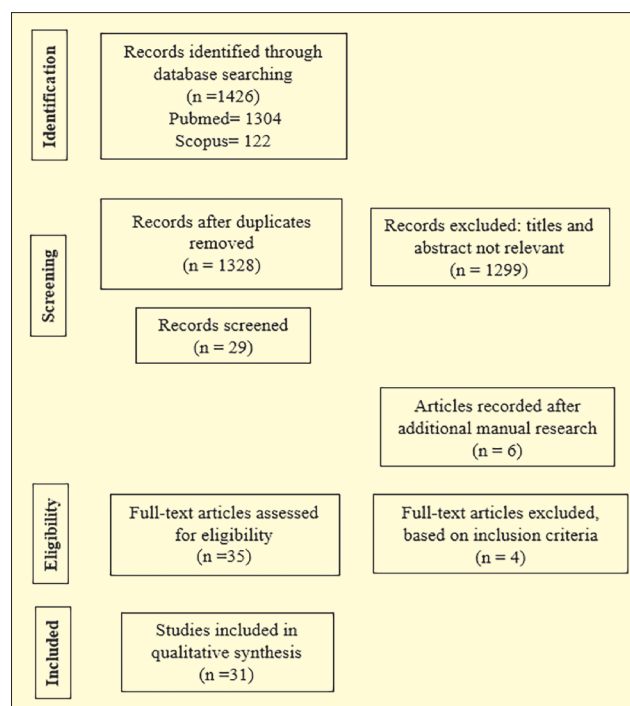 Identification
Records identified through
database searching
(n =1426)
Pubmed= 1304
Scopus= 122
Screening
Records after duplicates
removed
(n = 1328)
Records excluded: titles and
abstract not relevant
(n = 1299)
Records screened
(n = 29)
Articles recorded after
additional manual research
(n = 6)
Eligibility
Full-text articles assessed
for eligibility
(n =35)
Full-text articles excluded,
based on inclusion criteria
(n = 4)
Included
Studies included in
qualitative synthesis
(n =31)